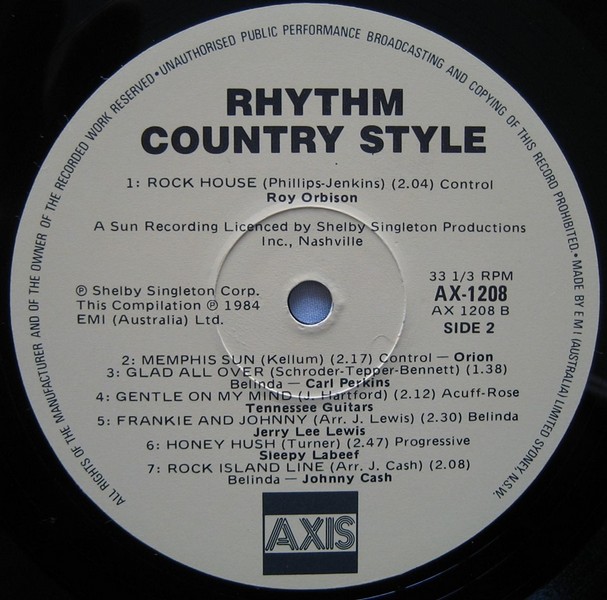 ALL RIGHTS OF THE MANUFACTURER AND OF THE OWNER OF THE RECORDED WORK RESERVED•UNAUTHORISED PUBLIC PERFORMANCE BROADCASTING AND COPYING OF THIS RECORD PROHIBITED.•MADE BY E M I (AUSTRALIA) LIMITED SYDNEY, N.S.W.
RHYTHM
COUNTRY STYLE
1: ROCK HOUSE (Phillips-Jenkins) (2.04) Control
Roy Orbison
A Sun Recording Licenced by Shelby Singleton Productions
Inc., Nashville
℗ Shelby Singleton Corp.
This Compilation ℗ 1984
EMI (Australia) Ltd.
33 1/3 RPM
AX-1208
AX 1208 B
SIDE 2
2: MEMPHIS SUN (Kellum) (2.17) Control — Orion
3: GLAD ALL OVER (Schroder-Tepper-Bennett) (1.38)
Belinda — Carl Perkins
4: GENTLE ON MY MIND (J. Hartford) (2.12) Acuff-Rose
Tennessee Guitars
5: FRANKIE AND JOHNNY (Arr. J. Lewis) (2.30) Belinda
Jerry Lee Lewis
6: HONEY HUSH (Turner) (2.47) Progressive
Sleepy Labeef
7: ROCK ISLAND LINE (Arr. J. Cash) (2.08)
Belinda — Johnny Cash
AXIS